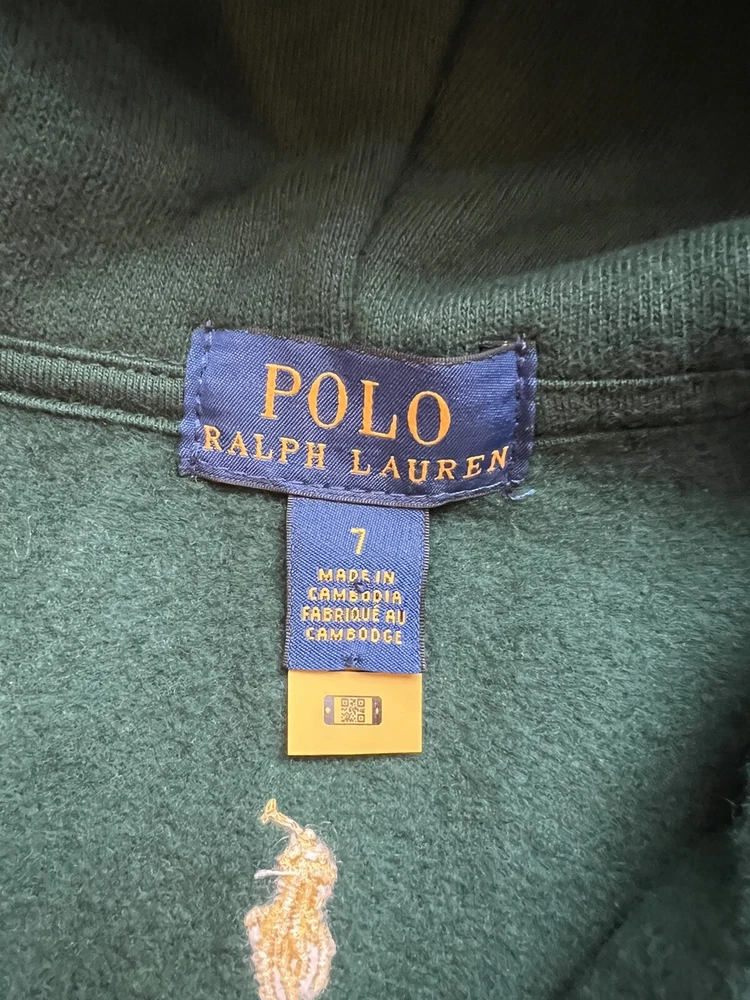 POLO
RALPH LAUREN
7
MADE IN
CAMBODIA
FABRIQUÉ AU
CAMBODGE